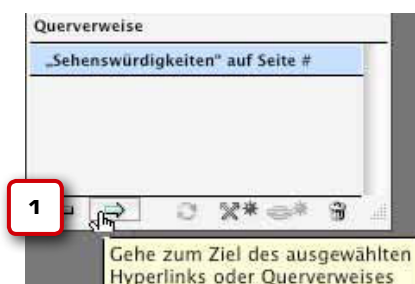 Querverweise
„Sehenswürdigkeiten" auf Seite #
1
Gehe zum Ziel des ausgewählten
Hyperlinks oder Querverweises